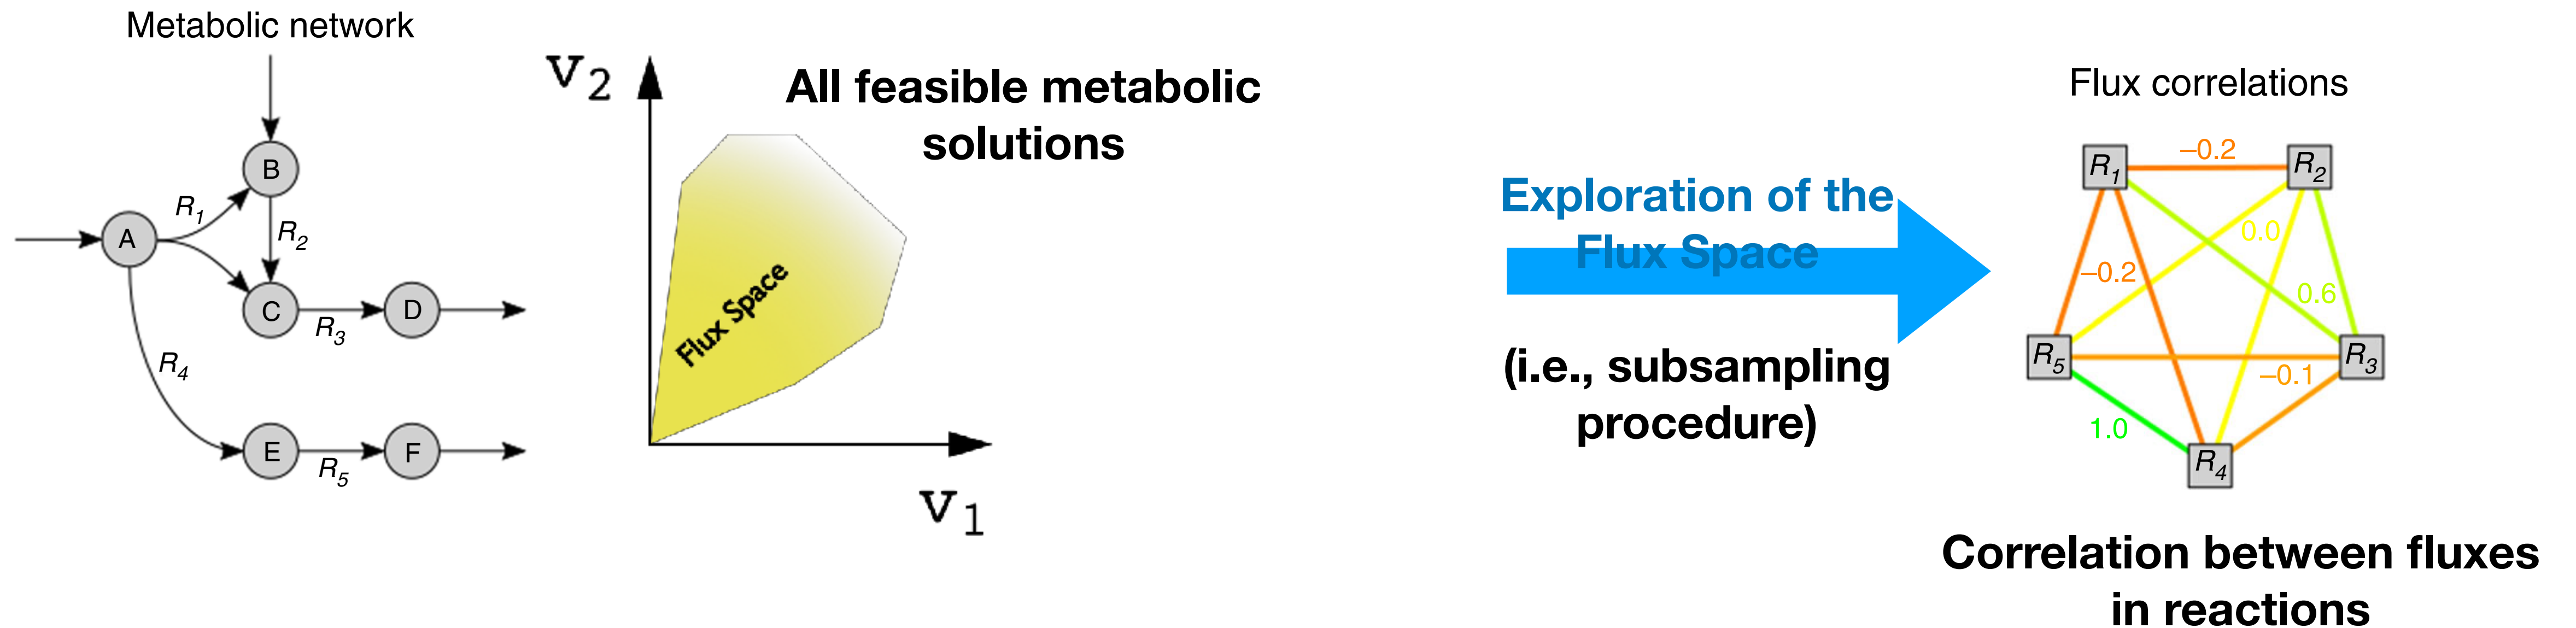 Metabolic network
B
R1
A
R2
C
R3
D
R4
E
R5
F
v2
All feasible metabolic
solutions
Flux Space
v1
Exploration of the
Flux Space
(i.e., subsampling
procedure)
Flux correlations
R1
–0.2
R2
0.0
–0.2
0.6
R5
R3
–0.1
1.0
R4
Correlation between fluxes
in reactions